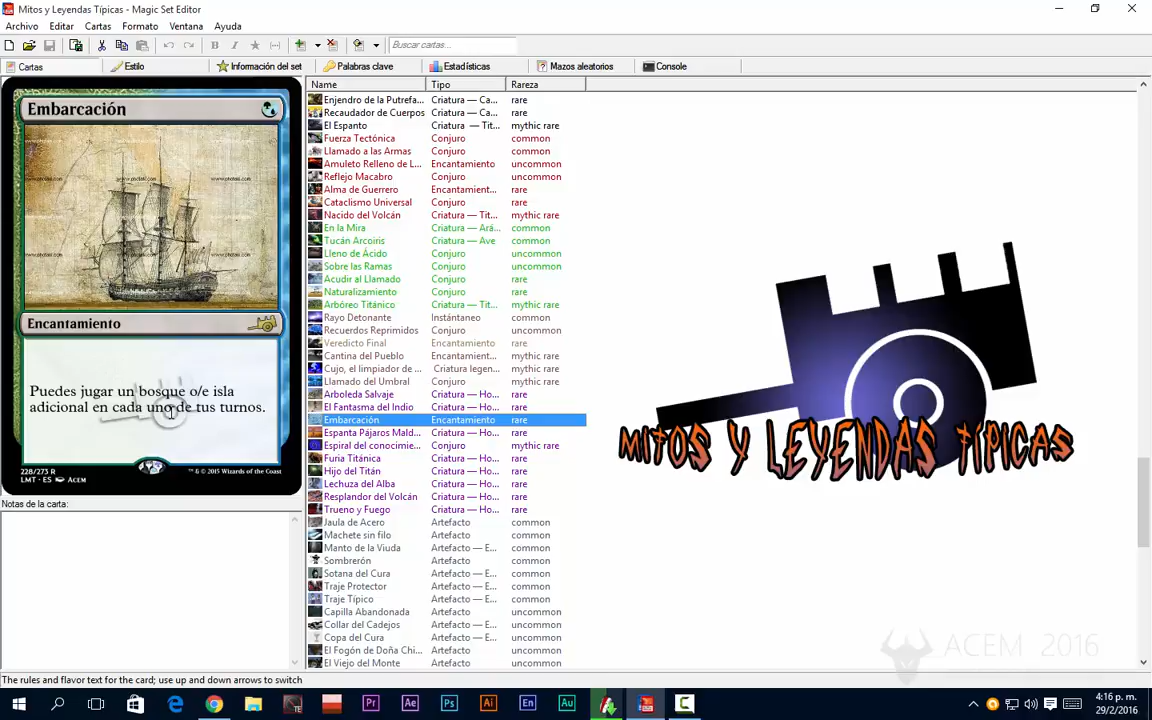 Mitos y Leyendas Típicas - Magic Set Editor
Archivo Editar Cartas Formato Ventana Ayuda
B I
Buscar cartas...
Cartas Estilo Información del set Palabras clave Estadísticas Mazos aleatorios Console
Embarcación
Encantamiento
Puedes jugar un bosque o/e isla
adicional en cada uno de tus turnos.
228/273 R
LMT • ES ACEM
™ & © 2015 Wizards of the Coast
Notas de la carta:
Name Tipo Rareza
Enjendro de la Putrefa... Criatura — Ca... rare
Recaudador de Cuerpos Criatura — Ca... rare
El Espanto Criatura — Tit... mythic rare
Fuerza Tectónica Conjuro common
Llamado a las Armas Conjuro common
Amuleto Relleno de L... Encantamiento uncommon
Reflejo Macabro Conjuro uncommon
Alma de Guerrero Encantamient... rare
Cataclismo Universal Conjuro rare
Nacido del Volcán Criatura — Tit... mythic rare
En la Mira Criatura — Ará... common
Tucán Arcoiris Criatura — Ave common
Lleno de Ácido Conjuro uncommon
Sobre las Ramas Conjuro uncommon
Acudir al Llamado Conjuro rare
Naturalizamiento Conjuro rare
Arbóreo Titánico Criatura — Tit... mythic rare
Rayo Detonante Instántaneo common
Recuerdos Reprimidos Conjuro uncommon
Veredicto Final Encantamiento rare
Cantina del Pueblo Encantamient... mythic rare
Cujo, el limpiador de ... Criatura legen... mythic rare
Llamado del Umbral Conjuro mythic rare
Arboleda Salvaje Criatura — Ho... rare
El Fantasma del Indio Criatura — Ho... rare
Embarcación Encantamiento rare
Espanta Pájaros Mald... Criatura — Ho... rare
Espiral del conocimie... Conjuro mythic rare
Furia Titánica Criatura — Ho... rare
Hijo del Titán Criatura — Ho... rare
Lechuza del Alba Criatura — Ho... rare
Resplandor del Volcán Criatura — Ho... rare
Trueno y Fuego Criatura — Ho... rare
Jaula de Acero Artefacto common
Machete sin filo Artefacto common
Manto de la Viuda Artefacto — E... common
Sombrerón Artefacto common
Sotana del Cura Artefacto — E... common
Traje Protector Artefacto — E... common
Traje Típico Artefacto — E... common
Capilla Abandonada Artefacto uncommon
Collar del Cadejos Artefacto — E... uncommon
Copa del Cura Artefacto uncommon
El Fogón de Doña Chi... Artefacto uncommon
El Viejo del Monte Artefacto uncommon
MITOS Y LEYENDAS TÍPICAS
ACEM 2016
The rules and flavor text for the card; use up and down arrows to switch
Pr Ae Ps Ai En Au
4:16 p. m.
29/2/2016